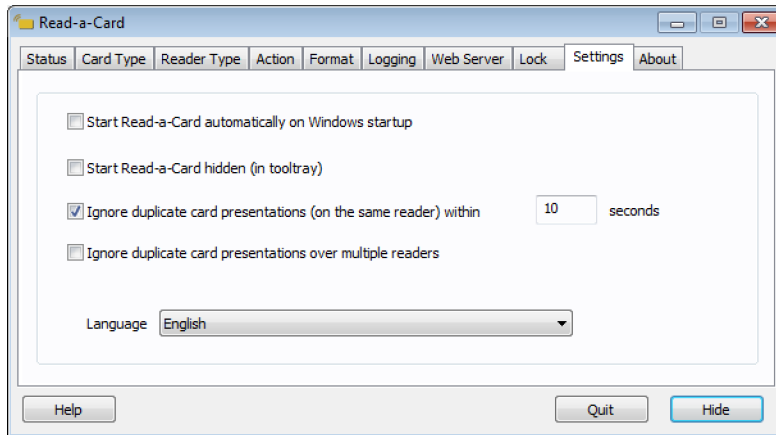 Read-a-Card
Status Card Type Reader Type Action Format Logging Web Server Lock Settings About
Start Read-a-Card automatically on Windows startup
Start Read-a-Card hidden (in tooltray)
Ignore duplicate card presentations (on the same reader) within 10 seconds
Ignore duplicate card presentations over multiple readers
Language English
Help Quit Hide